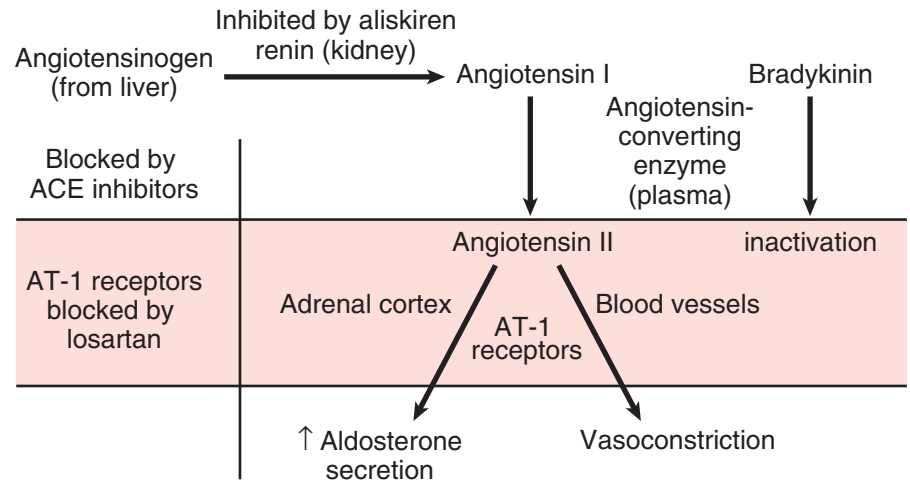 Inhibited by aliskiren
renin (kidney)
Angiotensinogen
(from liver)
Angiotensin I
Bradykinin
Angiotensin-
converting
enzyme
(plasma)
Blocked by
ACE inhibitors
Angiotensin II
inactivation
AT-1 receptors
blocked by
losartan
Adrenal cortex
Blood vessels
AT-1
receptors
↑ Aldosterone
secretion
Vasoconstriction